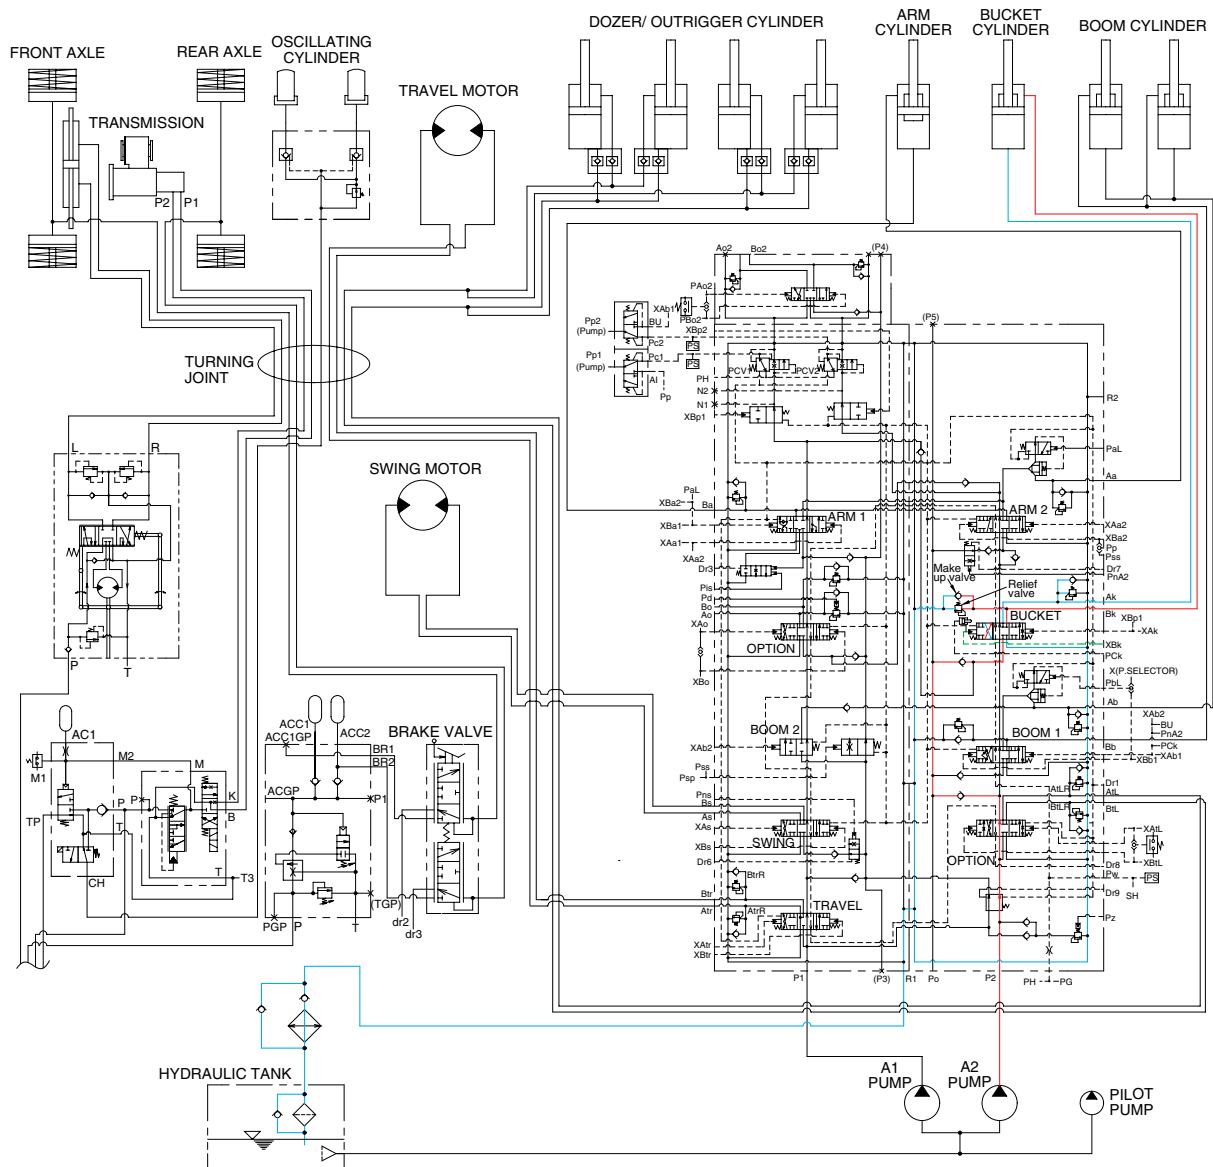 DOZER/ OUTRIGGER CYLINDER
ARM
CYLINDER
BUCKET
CYLINDER
BOOM CYLINDER
FRONT AXLE
REAR AXLE
OSCILLATING
CYLINDER
TRAVEL MOTOR
TRANSMISSION
P2
P1
TURNING
JOINT
SWING MOTOR
L
R
P
T
Ao2
Bo2
(P4)
PAo2
XAb1
PBo2
XBp2
Pp2
(Pump)
BU
Pc2
PS
Pp1
(Pump)
Pc1
PS
AI
Pp
PH
N2
N1
XBp1
PCV1
PCV2
(P5)
R2
PaL
Aa
PaL
XBa2
Ba
XBa1
ARM 1
XAa1
XAa2
Dr3
Pis
Pd
Bo
Ao
XAo
OPTION
XBo
ARM 2
XAa2
XBa2
Pp
Pss
Dr7
PnA2
Make
up valve
Relief
valve
Ak
Bk
XBp1
BUCKET
XAk
XBk
PCk
X(P.SELECTOR)
PbL
Ab
XAb2
BU
PnA2
PCk
XAb1
BOOM 1
Bb
XBb1
BOOM 2
XAb2
Pss
Psp
Pns
Bs
As
XAs
SWING
XBs
Dr6
BtrR
Btr
Atr
AtrR
TRAVEL
XAtr
XBtr
Dr1
AtLR
AtL
BtLR
BtL
XAtL
OPTION
XBtL
Dr8
Pw
PS
Dr9
SH
Pz
P1
(P3)
R1
Po
P2
PH
PG
AC1
M1
M2
M
P
P
K
B
TP
T
T
T3
CH
ACC1
ACC1GP
ACC2
BR1
BR2
BRAKE VALVE
ACGP
P1
(TGP)
PGP
P
T
dr2
dr3
HYDRAULIC TANK
A1
PUMP
A2
PUMP
PILOT
PUMP